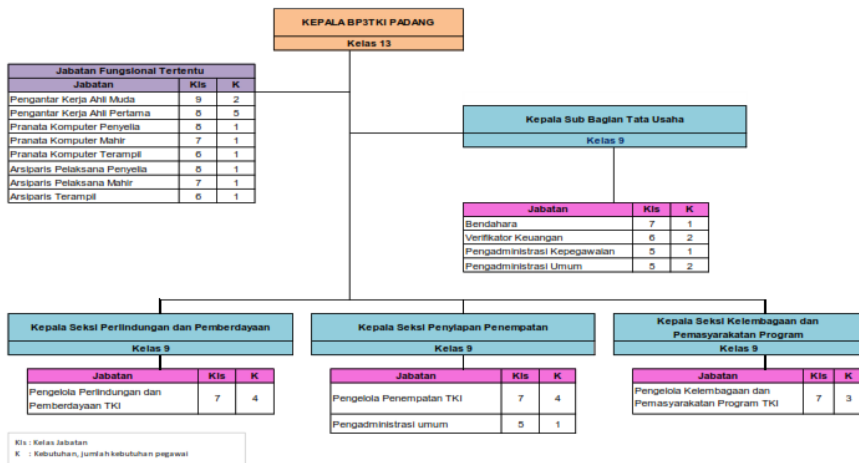 KEPALA BP3TKI PADANG
Kelas 13
Jabatan Fungsional Tertentu
Jabatan Kls K
Pengantar Kerja Ahli Muda 9 2
Pengantar Kerja Ahli Pertama 8 5
Pranata Komputer Penyelia 8 1
Pranata Komputer Mahir 7 1
Pranata Komputer Terampil 6 1
Arsiparis Pelaksana Penyelia 8 1
Arsiparis Pelaksana Mahir 7 1
Arsiparis Terampil 6 1
Kepala Sub Bagian Tata Usaha
Kelas 9
Jabatan Kls K
Bendahara 7 1
Verifikator Keuangan 6 2
Pengadministrasi Kepegawaian 5 1
Pengadministrasi Umum 5 2
Kepala Seksi Perlindungan dan Pemberdayaan
Kelas 9
Jabatan Kls K
Pengelola Perlindungan dan
Pemberdayaan TKI 7 4
Kepala Seksi Penyiapan Penempatan
Kelas 9
Jabatan Kls K
Pengelola Penempatan TKI 7 4
Pengadministrasi umum 5 1
Kepala Seksi Kelembagaan dan
Pemasyarakatan Program
Kelas 9
Jabatan Kls K
Pengelola Kelembagaan dan
Pemasyarakatan Program TKI 7 3
Kls : Kelas Jabatan
K : Kebutuhan, jumlah kebutuhan pegawai